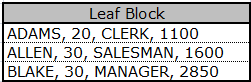 Leaf Block
ADAMS, 20, CLERK, 1100
ALLEN, 30, SALESMAN, 1600
BLAKE, 30, MANAGER, 2850